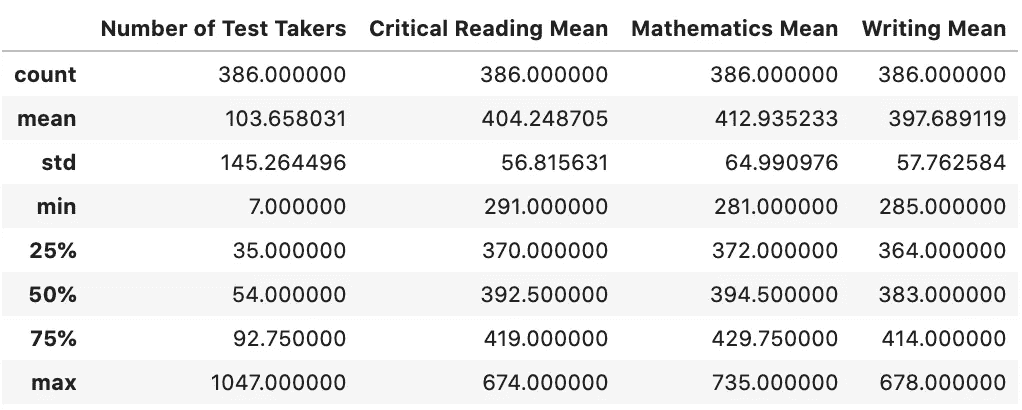 Number of Test Takers Critical Reading Mean Mathematics Mean Writing Mean
count 386.000000 386.000000 386.000000 386.000000
mean 103.658031 404.248705 412.935233 397.689119
std 145.264496 56.815631 64.990976 57.762584
min 7.000000 291.000000 281.000000 285.000000
25% 35.000000 370.000000 372.000000 364.000000
50% 54.000000 392.500000 394.500000 383.000000
75% 92.750000 419.000000 429.750000 414.000000
max 1047.000000 674.000000 735.000000 678.000000